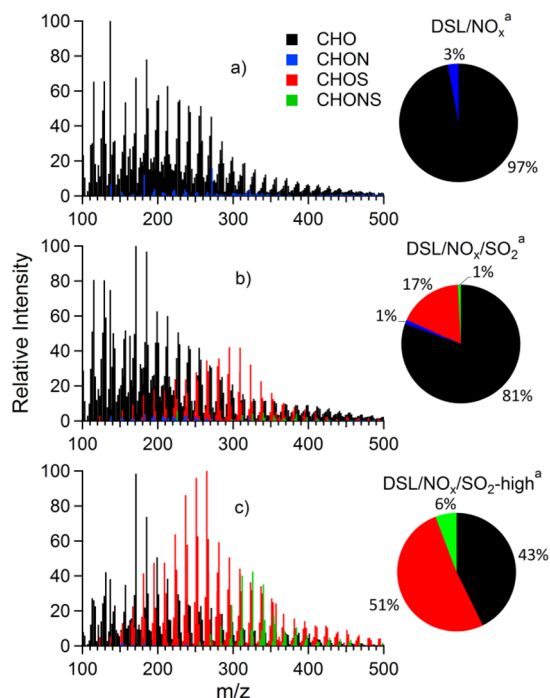 DSL/NOxᵃ
CHO
CHON
CHOS
CHONS
a)
3%
97%
100
80
60
40
20
0
100 200 300 400 500
DSL/NOx/SO2ᵃ
b)
17%
1%
1%
81%
100
80
60
40
20
0
100 200 300 400 500
Relative Intensity
DSL/NOx/SO2-highᵃ
c)
6%
43%
51%
100
80
60
40
20
0
100 200 300 400 500
m/z